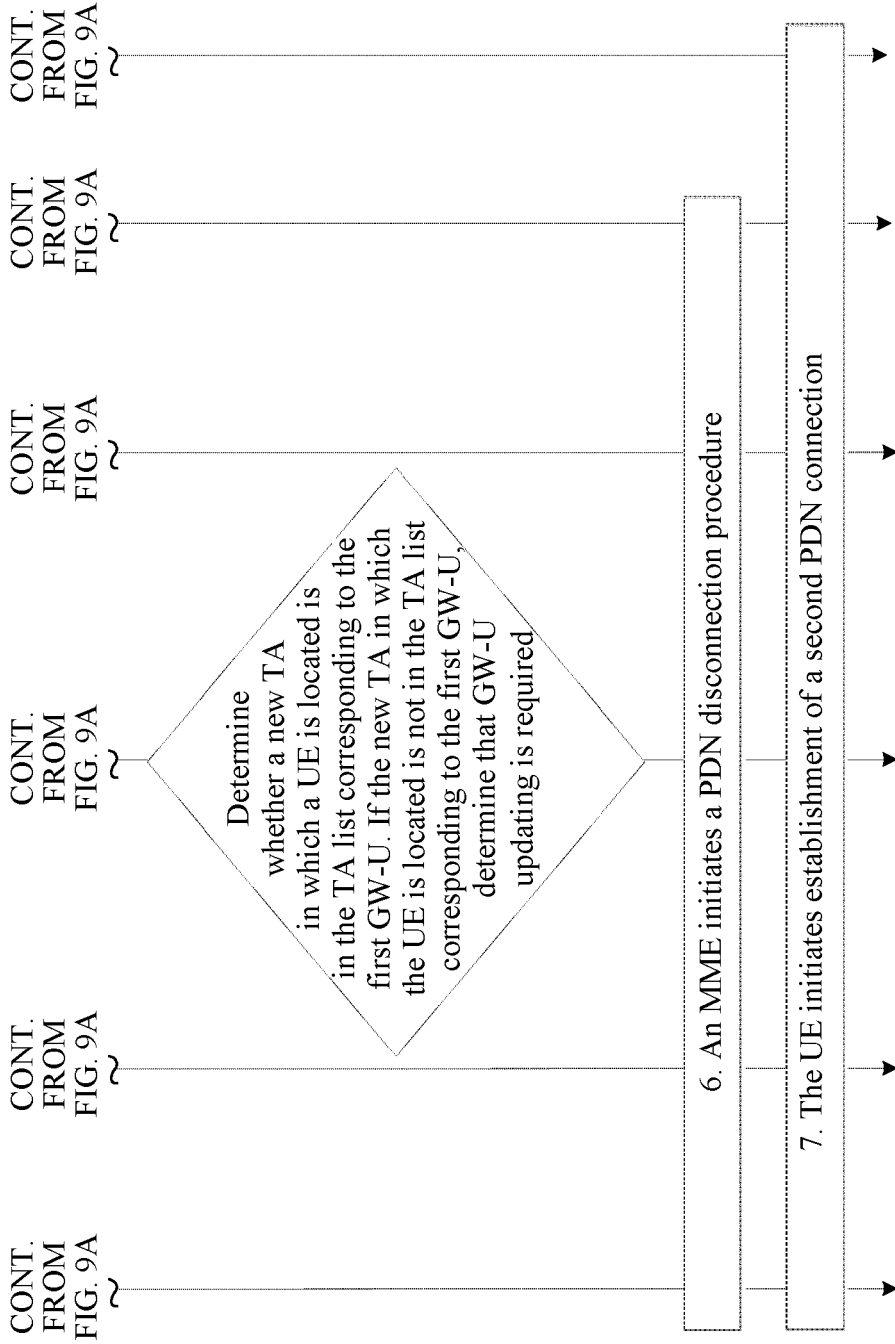 CONT.
FROM
FIG. 9A
CONT.
FROM
FIG. 9A
CONT.
FROM
FIG. 9A
CONT.
FROM
FIG. 9A
CONT.
FROM
FIG. 9A
CONT.
FROM
FIG. 9A
Determine
whether a new TA
in which a UE is located is
in the TA list corresponding to the
first GW-U. If the new TA in which
the UE is located is not in the TA list
corresponding to the first GW-U,
determine that GW-U
updating is required
6. An MME initiates a PDN disconnection procedure
7. The UE initiates establishment of a second PDN connection